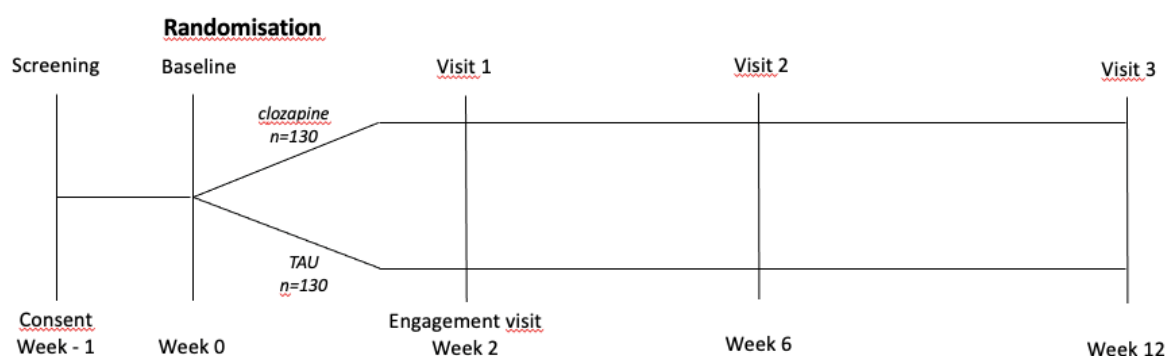 Randomisation
Screening
Baseline
Visit 1
Visit 2
Visit 3
clozapine
n=130
TAU
n=130
Consent
Week - 1
Week 0
Engagement visit
Week 2
Week 6
Week 12